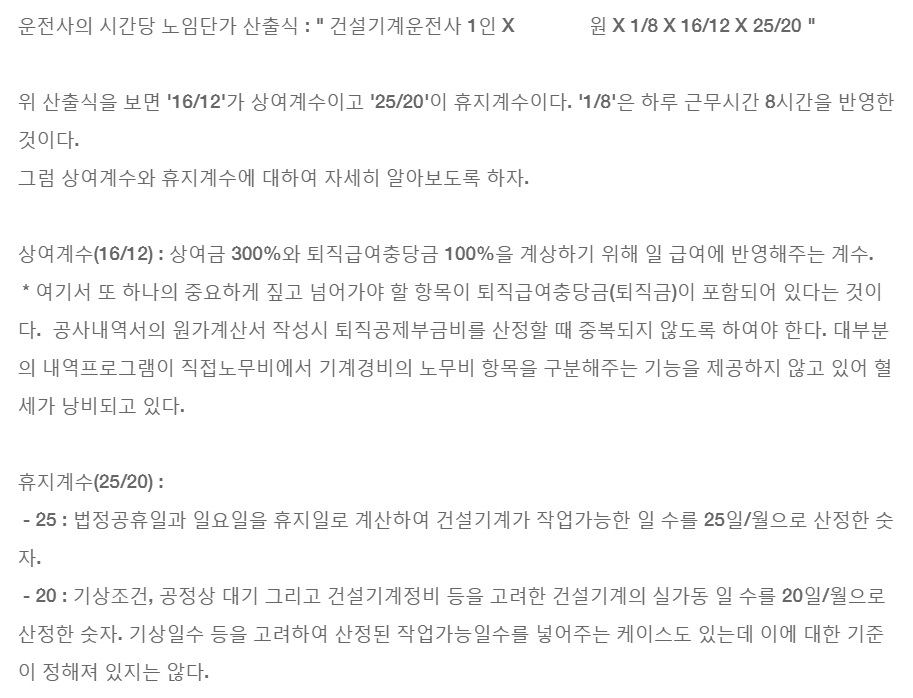 운전사의 시간당 노임단가 산출식 : " 건설기계운전사 1인 X 원 X 1/8 X 16/12 X 25/20 "
위 산출식을 보면 '16/12'가 상여계수이고 '25/20'이 휴지계수이다. '1/8'은 하루 근무시간 8시간을 반영한
것이다.
그럼 상여계수와 휴지계수에 대하여 자세히 알아보도록 하자.
상여계수(16/12) : 상여금 300%와 퇴직급여충당금 100%을 계상하기 위해 일 급여에 반영해주는 계수.
* 여기서 또 하나의 중요하게 짚고 넘어가야 할 항목이 퇴직급여충당금(퇴직금)이 포함되어 있다는 것이
다. 공사내역서의 원가계산서 작성시 퇴직공제부금비를 산정할 때 중복되지 않도록 하여야 한다. 대부분
의 내역프로그램이 직접노무비에서 기계경비의 노무비 항목을 구분해주는 기능을 제공하지 않고 있어 혈
세가 낭비되고 있다.
휴지계수(25/20) :
- 25 : 법정공휴일과 일요일을 휴지일로 계산하여 건설기계가 작업가능한 일 수를 25일/월으로 산정한 숫
자.
- 20 : 기상조건, 공정상 대기 그리고 건설기계정비 등을 고려한 건설기계의 실가동 일 수를 20일/월으로
산정한 숫자. 기상일수 등을 고려하여 산정된 작업가능일수를 넣어주는 케이스도 있는데 이에 대한 기준
이 정해져 있지는 않다.